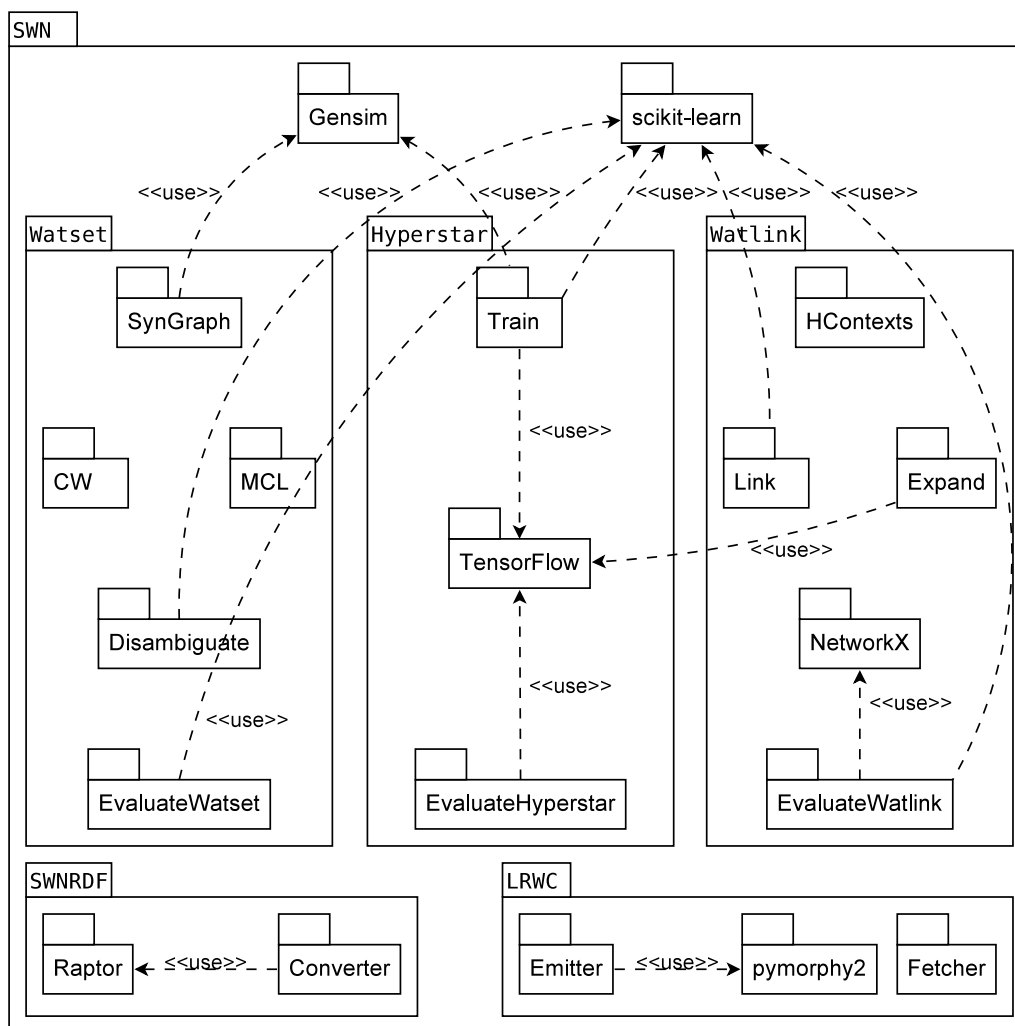 SWN
Gensim
scikit-learn
<<use>>
<<use>>
<<use>>
<<use>>
<<use>>
<<use>>
Watset
Hyperstar
Watlink
SynGraph
Train
HContexts
<<use>>
CW
MCL
Link
Expand
TensorFlow
<<use>>
Disambiguate
NetworkX
<<use>>
<<use>>
<<use>>
EvaluateWatset
EvaluateHyperstar
EvaluateWatlink
SWNRDF
LRWC
Raptor
<<use>>
Converter
Emitter
<<use>>
pymorphy2
Fetcher